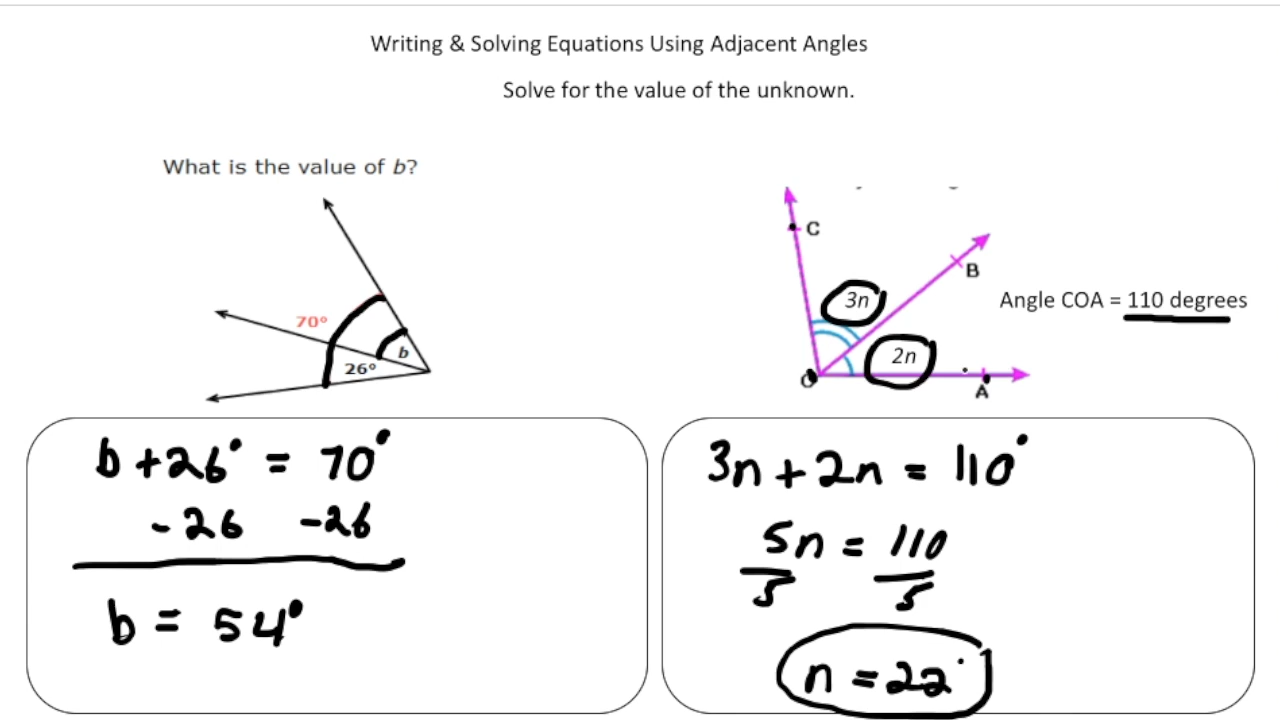 Writing & Solving Equations Using Adjacent Angles
Solve for the value of the unknown.
What is the value of b?
70°
b
26°
C
B
3n
2n
O
A
Angle COA = 110 degrees
b + 26° = 70°
- 26 - 26
b = 54°
3n + 2n = 110°
5n = 110
5 5
n = 22°